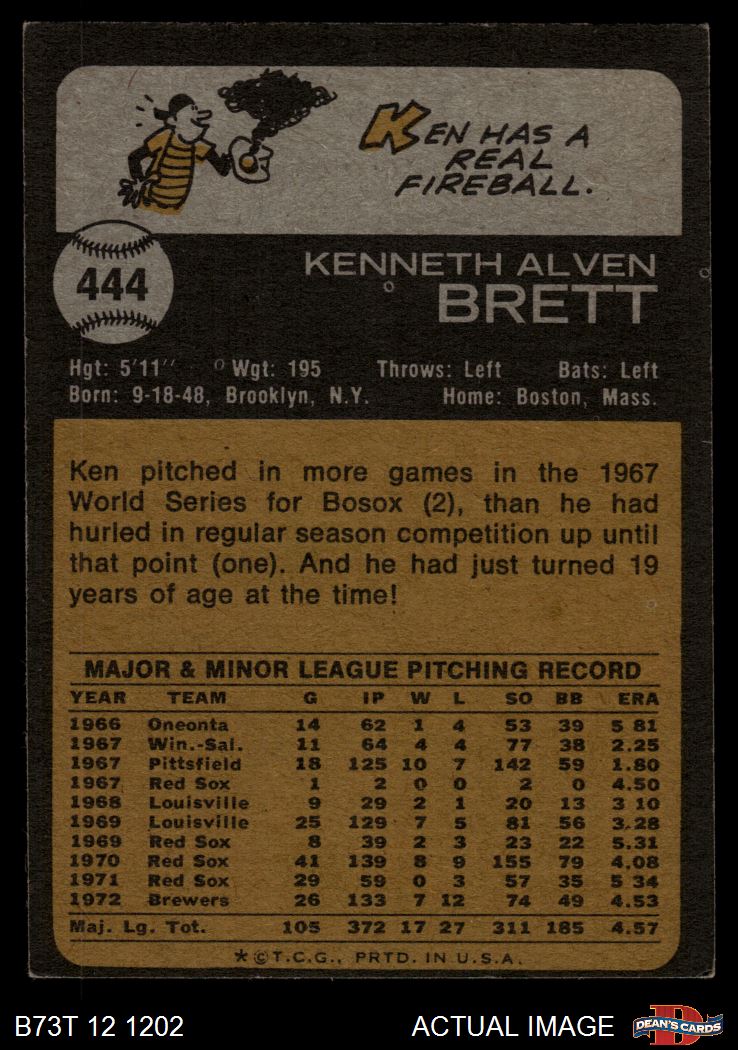 KEN HAS A
REAL
FIREBALL.
444
KENNETH ALVEN
BRETT
Hgt: 5'11" Wgt: 195 Throws: Left Bats: Left
Born: 9-18-48, Brooklyn, N.Y. Home: Boston, Mass.
Ken pitched in more games in the 1967
World Series for Bosox (2), than he had
hurled in regular season competition up until
that point (one). And he had just turned 19
years of age at the time!
MAJOR & MINOR LEAGUE PITCHING RECORD
YEAR TEAM G IP W L SO BB ERA
1966 Oneonta 14 62 1 4 53 39 5 81
1967 Win.-Sal. 11 64 4 4 77 38 2.25
1967 Pittsfield 18 125 10 7 142 59 1.80
1967 Red Sox 1 2 0 0 2 0 4.50
1968 Louisville 9 29 2 1 20 13 3 10
1969 Louisville 25 129 7 5 81 56 3.28
1969 Red Sox 8 39 2 3 23 22 5.31
1970 Red Sox 41 139 8 9 155 79 4.08
1971 Red Sox 29 59 0 3 57 35 5 34
1972 Brewers 26 133 7 12 74 49 4.53
Maj. Lg. Tot. 105 372 17 27 311 185 4.57
*©T.C.G., PRTD. IN U.S.A.
B73T 12 1202 ACTUAL IMAGE D DEAN'S CARDS